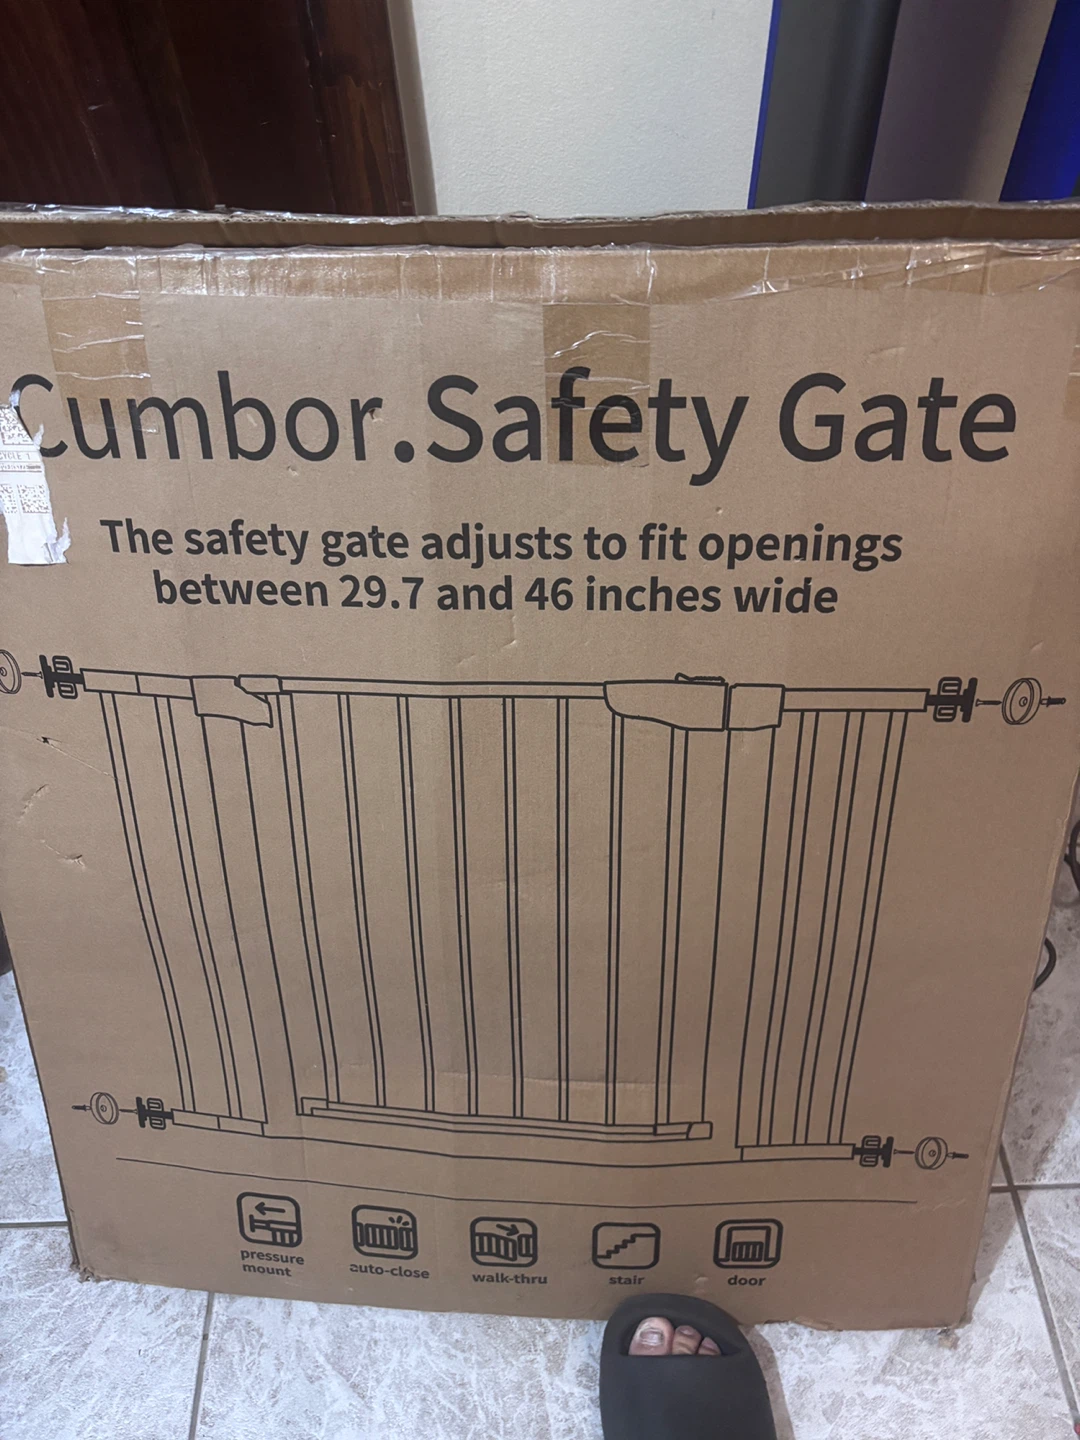 Cumbor.Safety Gate
The safety gate adjusts to fit openings
between 29.7 and 46 inches wide
pressure
mount
auto-close
walk-thru
stair
door